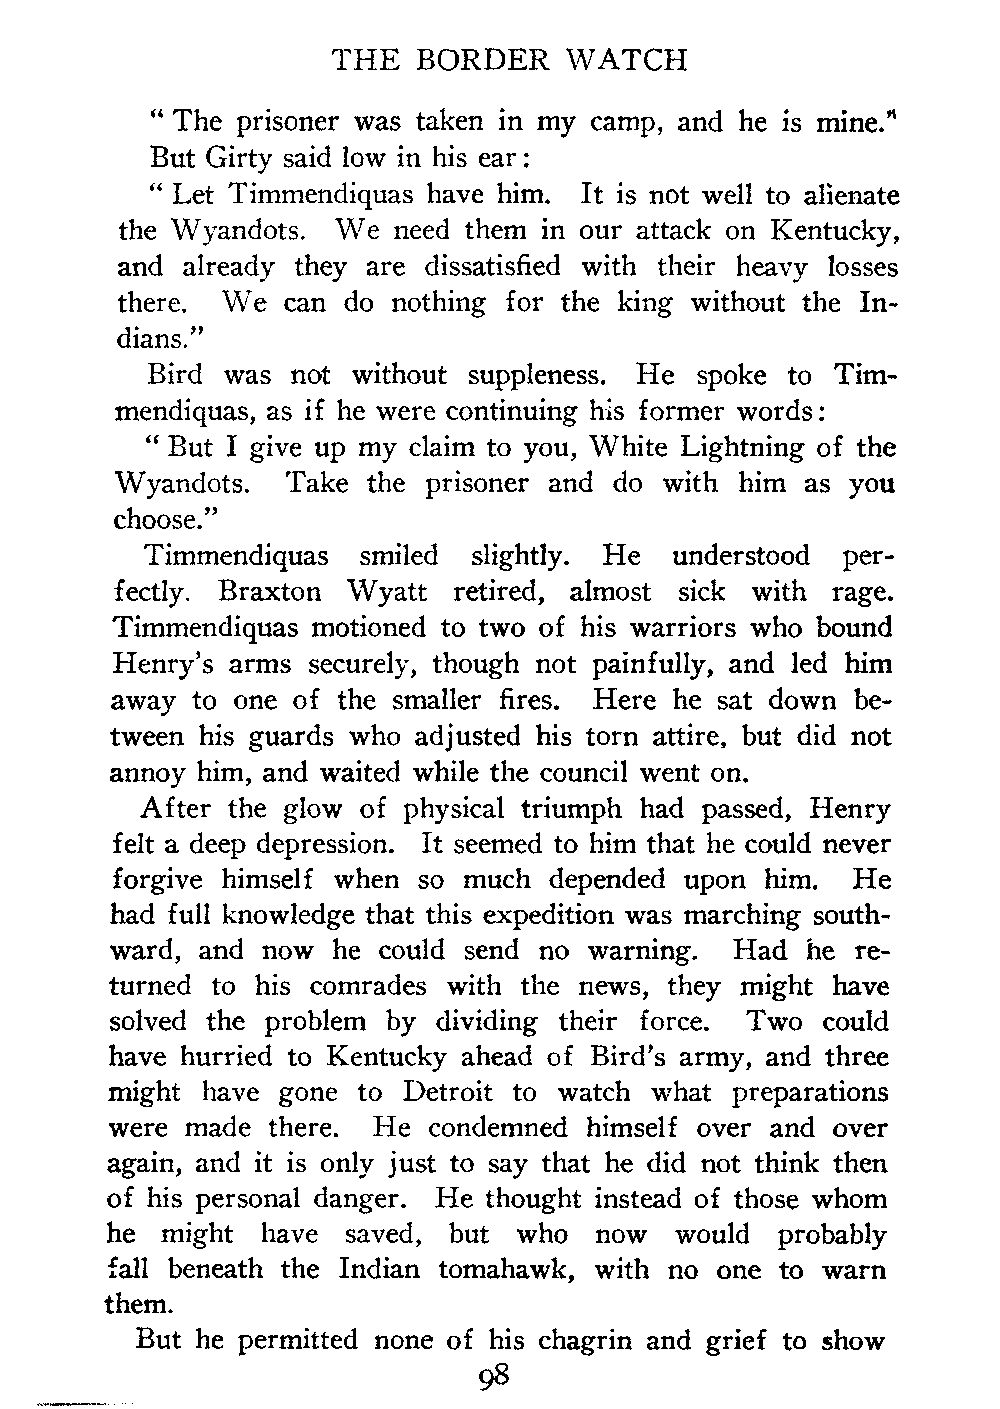 THE BORDER WATCH
" The prisoner was taken in my camp, and he is mine."
But Girty said low in his ear:
" Let Timmendiquas have him. It is not well to alienate
the Wyandots. We need them in our attack on Kentucky,
and already they are dissatisfied with their heavy losses
there. We can do nothing for the king without the In-
dians."
Bird was not without suppleness. He spoke to Tim-
mendiquas, as if he were continuing his former words:
" But I give up my claim to you, White Lightning of the
Wyandots. Take the prisoner and do with him as you
choose."
Timmendiquas smiled slightly. He understood per-
fectly. Braxton Wyatt retired, almost sick with rage.
Timmendiquas motioned to two of his warriors who bound
Henry's arms securely, though not painfully, and led him
away to one of the smaller fires. Here he sat down be-
tween his guards who adjusted his torn attire, but did not
annoy him, and waited while the council went on.
After the glow of physical triumph had passed, Henry
felt a deep depression. It seemed to him that he could never
forgive himself when so much depended upon him. He
had full knowledge that this expedition was marching south-
ward, and now he could send no warning. Had he re-
turned to his comrades with the news, they might have
solved the problem by dividing their force. Two could
have hurried to Kentucky ahead of Bird's army, and three
might have gone to Detroit to watch what preparations
were made there. He condemned himself over and over
again, and it is only just to say that he did not think then
of his personal danger. He thought instead of those whom
he might have saved, but who now would probably
fall beneath the Indian tomahawk, with no one to warn
them.
But he permitted none of his chagrin and grief to show
98